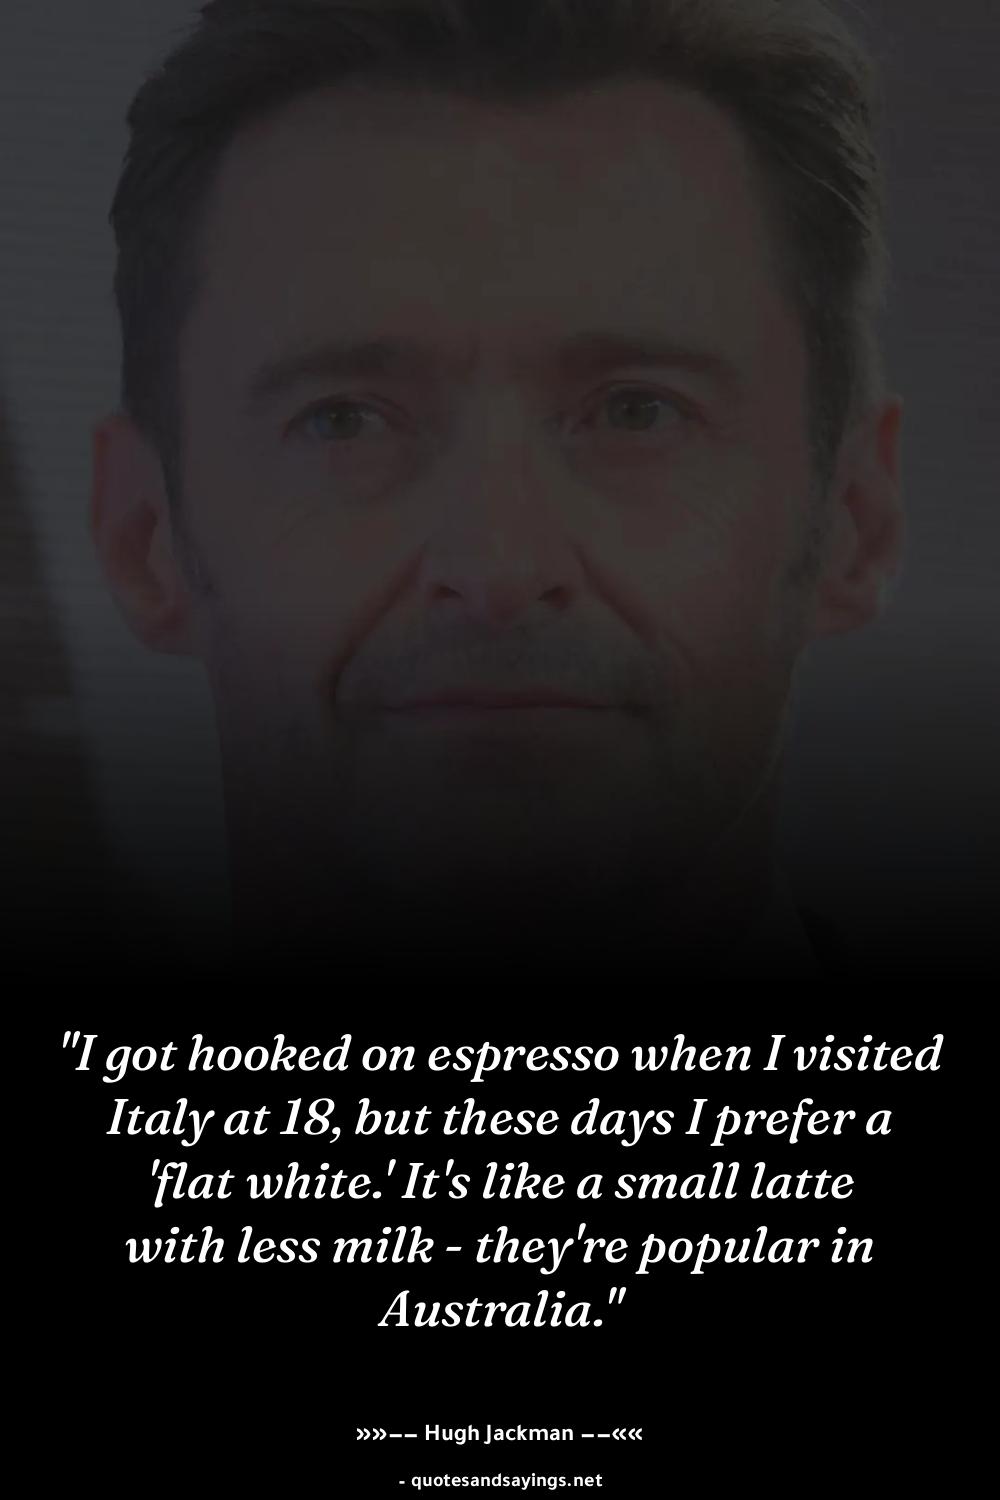 "I got hooked on espresso when I visited
Italy at 18, but these days I prefer a
'flat white.' It's like a small latte
with less milk - they're popular in
Australia."
»»−− Hugh Jackman −−««
- quotesandsayings.net